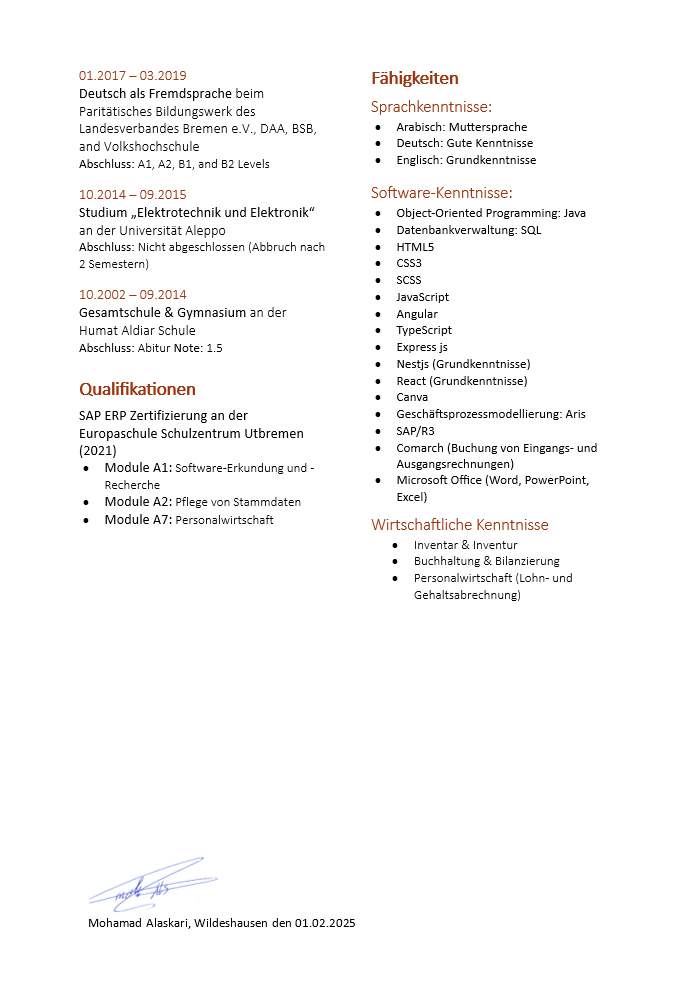 01.2017 – 03.2019
Deutsch als Fremdsprache beim
Paritätisches Bildungswerk des
Landesverbandes Bremen e.V., DAA, BSB,
and Volkshochschule
Abschluss: A1, A2, B1, and B2 Levels
10.2014 – 09.2015
Studium „Elektrotechnik und Elektronik“
an der Universität Aleppo
Abschluss: Nicht abgeschlossen (Abbruch nach
2 Semestern)
10.2002 – 09.2014
Gesamtschule & Gymnasium an der
Humat Aldiar Schule
Abschluss: Abitur Note: 1.5
Qualifikationen
SAP ERP Zertifizierung an der
Europaschule Schulzentrum Utbremen
(2021)
• Module A1: Software-Erkundung und -
Recherche
• Module A2: Pflege von Stammdaten
• Module A7: Personalwirtschaft
Fähigkeiten
Sprachkenntnisse:
• Arabisch: Muttersprache
• Deutsch: Gute Kenntnisse
• Englisch: Grundkenntnisse
Software-Kenntnisse:
• Object-Oriented Programming: Java
• Datenbankverwaltung: SQL
• HTML5
• CSS3
• SCSS
• JavaScript
• Angular
• TypeScript
• Express js
• Nestjs (Grundkenntnisse)
• React (Grundkenntnisse)
• Canva
• Geschäftsprozessmodellierung: Aris
• SAP/R3
• Comarch (Buchung von Eingangs- und
Ausgangsrechnungen)
• Microsoft Office (Word, PowerPoint,
Excel)
Wirtschaftliche Kenntnisse
• Inventar & Inventur
• Buchhaltung & Bilanzierung
• Personalwirtschaft (Lohn- und
Gehaltsabrechnung)
Mohamad Alaskari, Wildeshausen den 01.02.2025